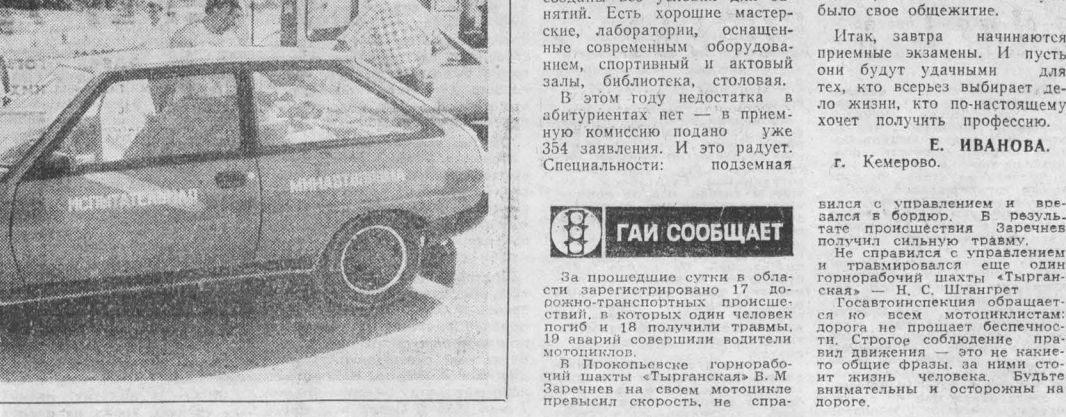 ИСПЫТАТЕЛЬНАЯ
нятий. Есть хорошие мастер-
ские, лаборатории, оснащен-
ные современным оборудова-
нием, спортивный и актовый
залы, библиотека, столовая.
В этом году недостатка в
абитуриентах нет — в прием-
ную комиссию подано уже
354 заявления. И это радует.
Специальности: подземная
было свое общежитие.
Итак, завтра начинаются
приемные экзамены. И пусть
они будут удачными для
тех, кто всерьез выбирает де-
ло жизни, кто по-настоящему
хочет получить профессию.
Е. ИВАНОВА.
г. Кемерово.
ГАИ СООБЩАЕТ
За прошедшие сутки в обла-
сти зарегистрировано 17 до-
рожно-транспортных происше-
ствий, в которых один человек
погиб и 18 получили травмы.
19 аварий совершили водители
мотоциклов.
В Прокопьевске горнорабо-
чий шахты «Тырганская» В. М
Заречнев на своем мотоцикле
превысил скорость, не спра-
вился с управлением и вре-
зался в бордюр. В резуль-
тате происшествия Заречнев
получил сильную травму.
Не справился с управлением
и травмировался еще один
горнорабочий шахты «Тырган-
ская» — Н. С. Штангрет
Госавтоинспекция обращает-
ся ко всем мотоциклистам:
дорога не прощает беспечнос-
ти. Строгое соблюдение пра-
вил движения — это не какие-
то общие фразы, за ними сто-
ит жизнь человека. Будьте
внимательны и осторожны на
дороге.